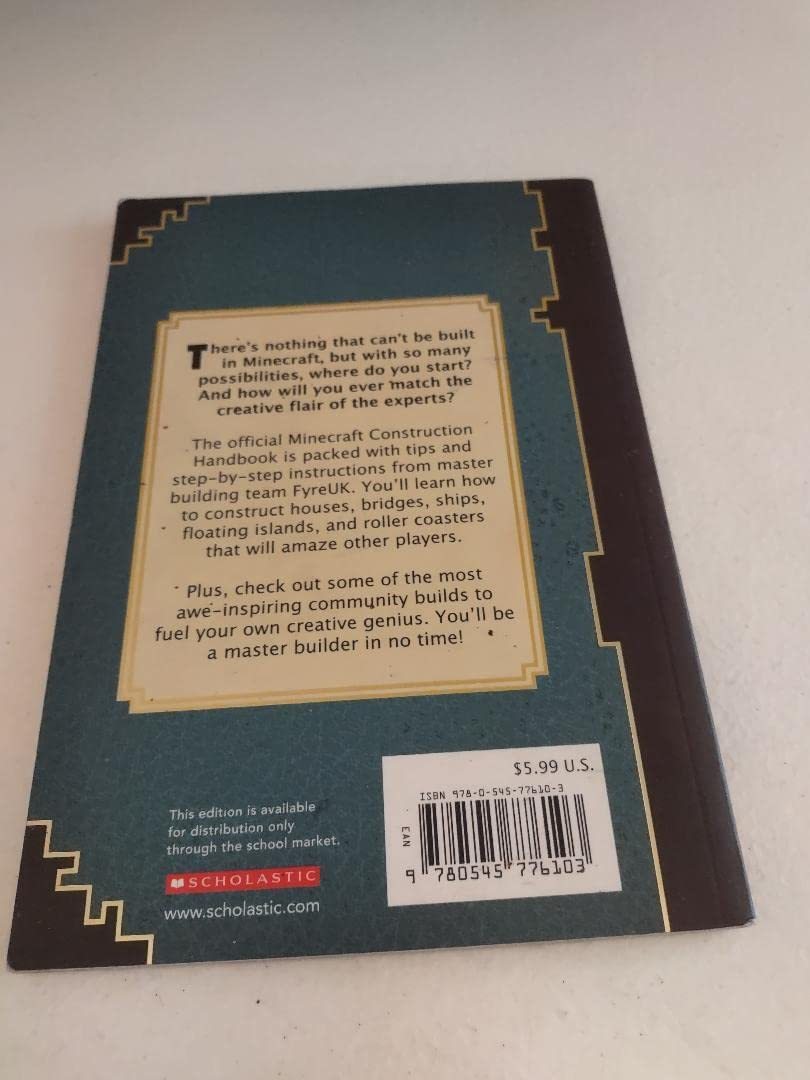 There's nothing that can't be built
in Minecraft, but with so many
possibilities, where do you start?
And how will you ever match the
creative flair of the experts?
The official Minecraft Construction
Handbook is packed with tips and
step-by-step instructions from master
building team FyreUK. You'll learn how
to construct houses, bridges, ships,
floating islands, and roller coasters
that will amaze other players.
Plus, check out some of the most
awe-inspiring community builds to
fuel your own creative genius. You'll be
a master builder in no time!
This edition is available
for distribution only
through the school market.
SCHOLASTIC
www.scholastic.com
$5.99 U.S.
ISBN 978-0-545-77610-3
EAN
9 780545 776103